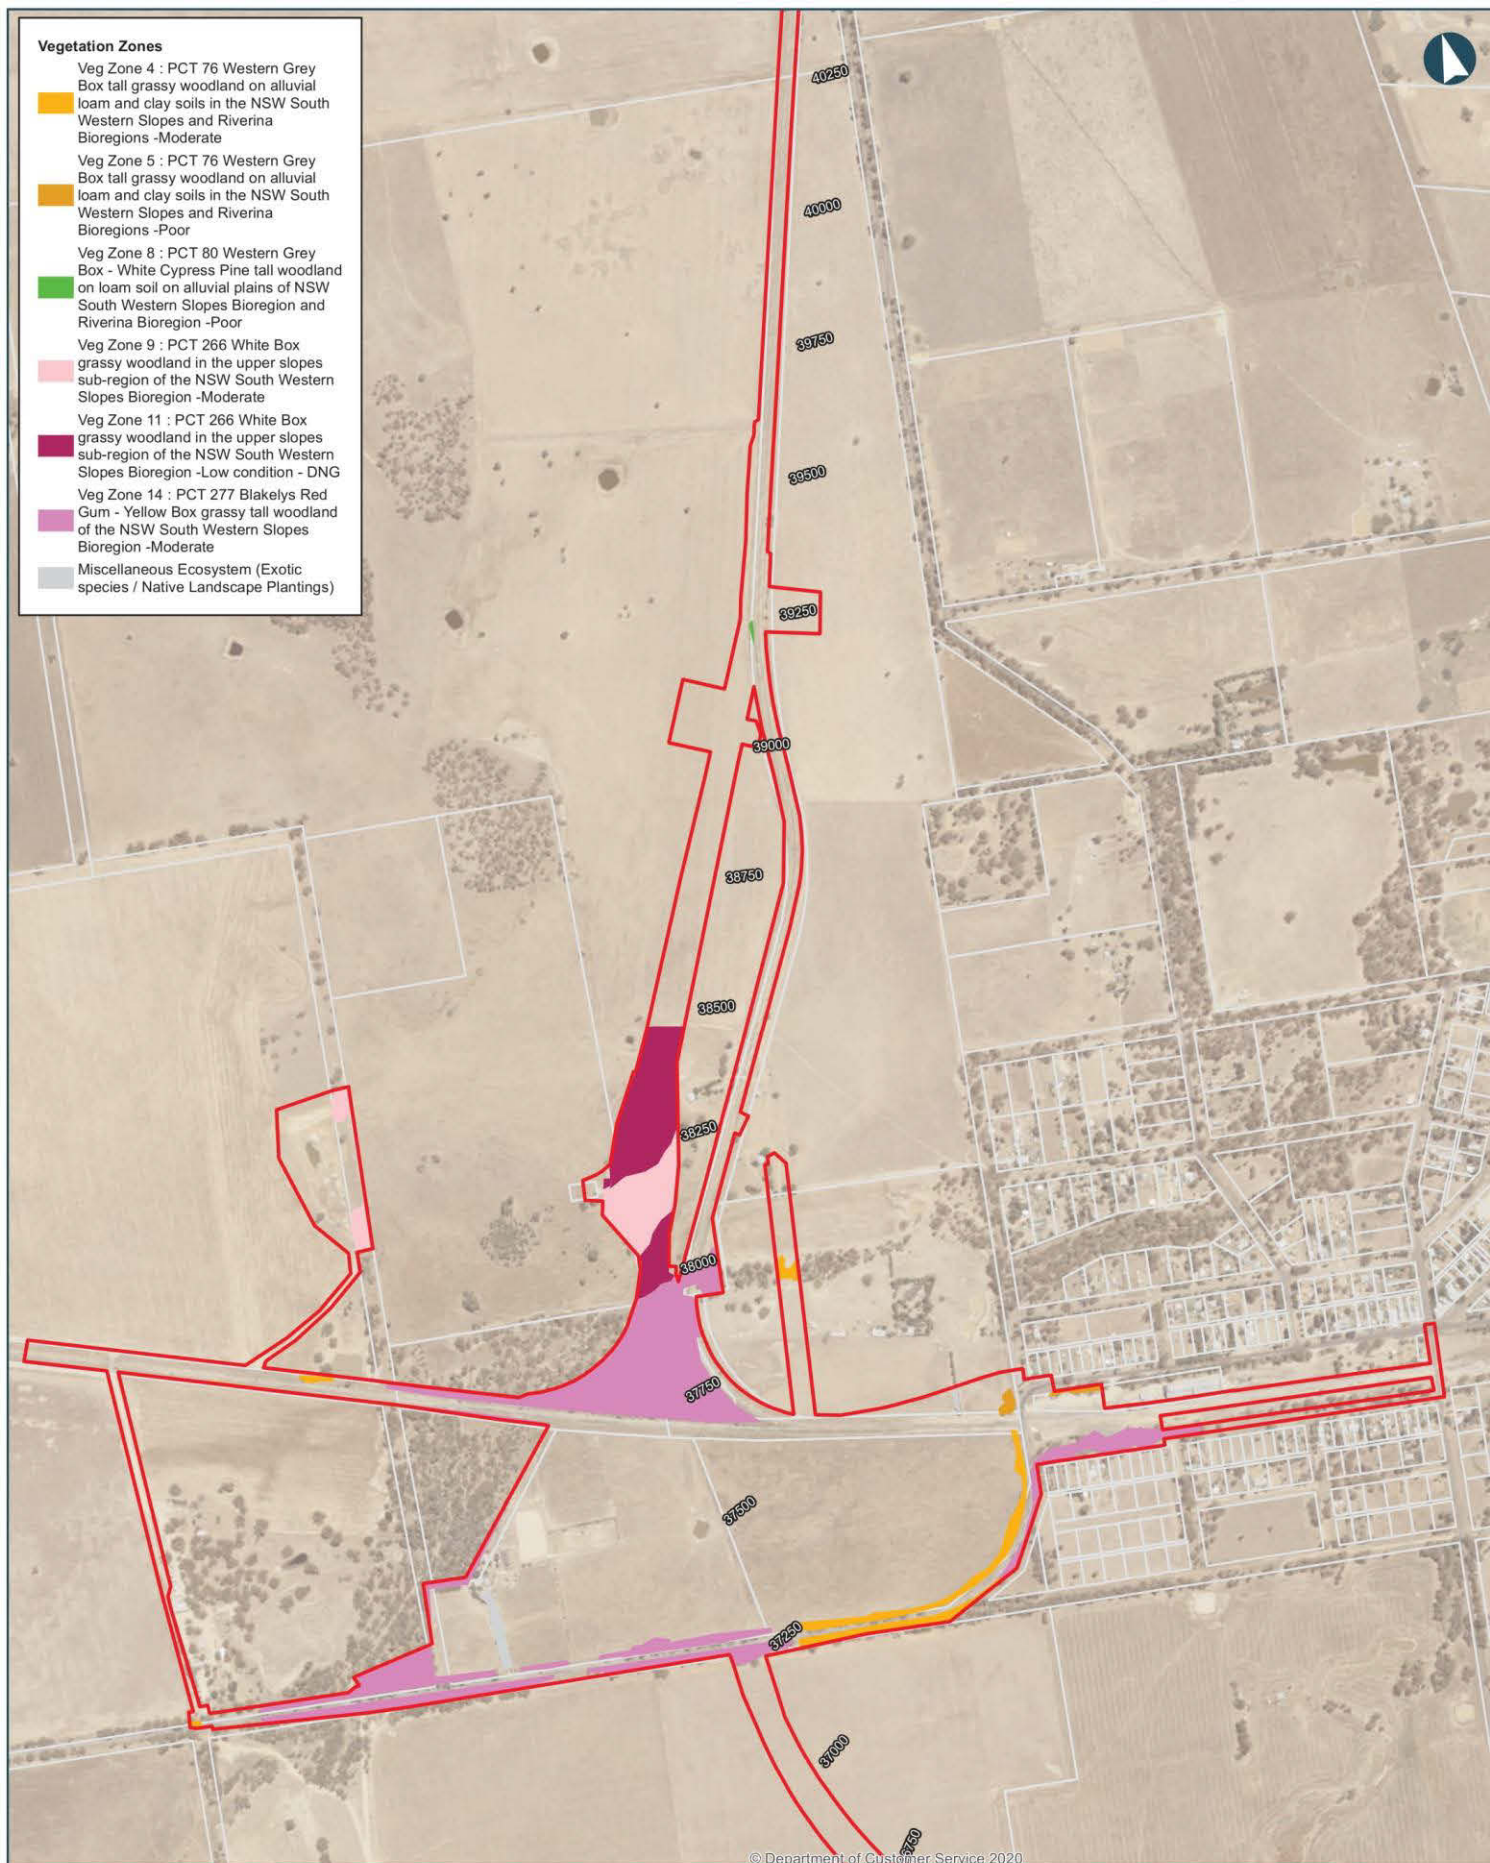 Vegetation Zones
Veg Zone 4 : PCT 76 Western Grey
Box tall grassy woodland on alluvial
loam and clay soils in the NSW South
Western Slopes and Riverina
Bioregions -Moderate
Veg Zone 5 : PCT 76 Western Grey
Box tall grassy woodland on alluvial
loam and clay soils in the NSW South
Western Slopes and Riverina
Bioregions -Poor
Veg Zone 8 : PCT 80 Western Grey
Box - White Cypress Pine tall woodland
on loam soil on alluvial plains of NSW
South Western Slopes Bioregion and
Riverina Bioregion -Poor
Veg Zone 9 : PCT 266 White Box
grassy woodland in the upper slopes
sub-region of the NSW South Western
Slopes Bioregion -Moderate
Veg Zone 11 : PCT 266 White Box
grassy woodland in the upper slopes
sub-region of the NSW South Western
Slopes Bioregion -Low condition - DNG
Veg Zone 14 : PCT 277 Blakelys Red
Gum - Yellow Box grassy tall woodland
of the NSW South Western Slopes
Bioregion -Moderate
Miscellaneous Ecosystem (Exotic
species / Native Landscape Plantings)
40250
40000
39750
39500
39250
39000
38750
38500
38250
38000
37750
37500
37250
37000
© Department of Customer Service 2020